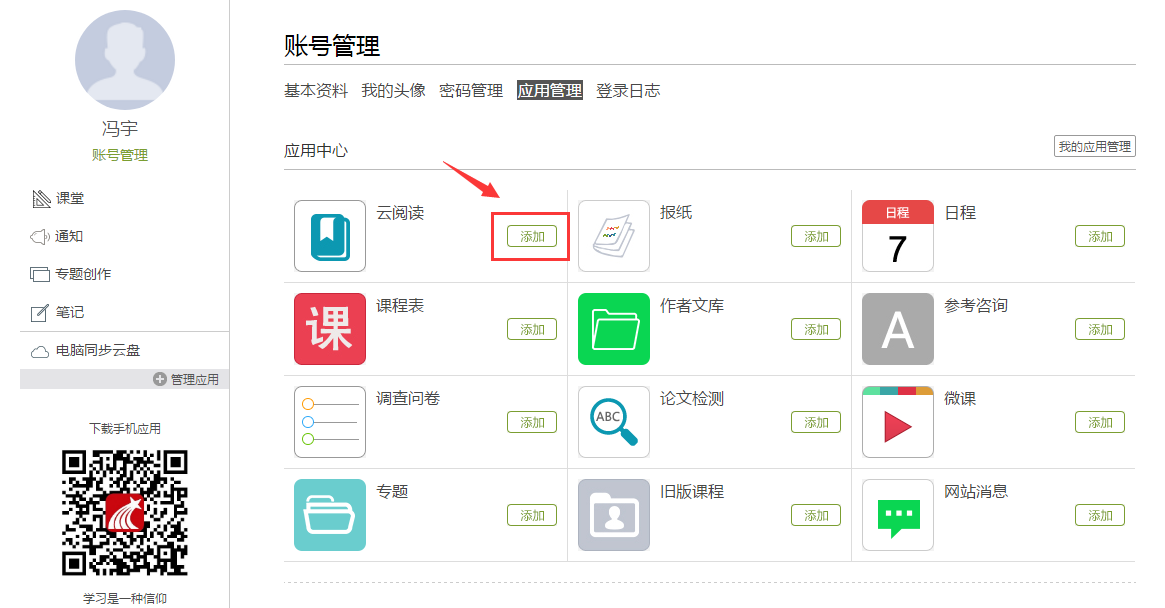 冯宇
账号管理
课堂
通知
专题创作
笔记
电脑同步云盘
管理应用
下载手机应用
学习是一种信仰
账号管理
基本资料 我的头像 密码管理 应用管理 登录日志
应用中心
我的应用管理
云阅读
添加
报纸
添加
日程
7
日程
添加
课
课程表
添加
作者文库
添加
A
参考咨询
添加
调查问卷
添加
ABC
论文检测
添加
微课
添加
专题
添加
旧版课程
添加
网站消息
添加